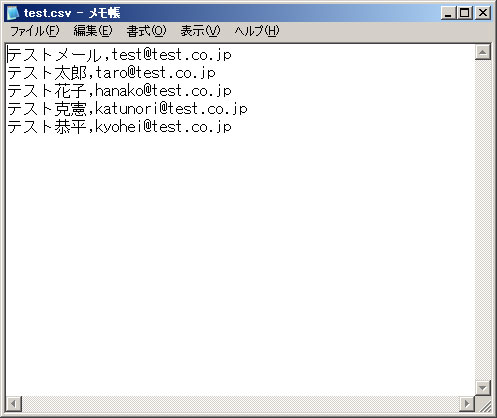 test.csv - メモ帳
ファイル(F) 編集(E) 書式(O) 表示(V) ヘルプ(H)
テストメール,test@test.co.jp
テスト太郎,taro@test.co.jp
テスト花子,hanako@test.co.jp
テスト克憲,katunori@test.co.jp
テスト恭平,kyohei@test.co.jp